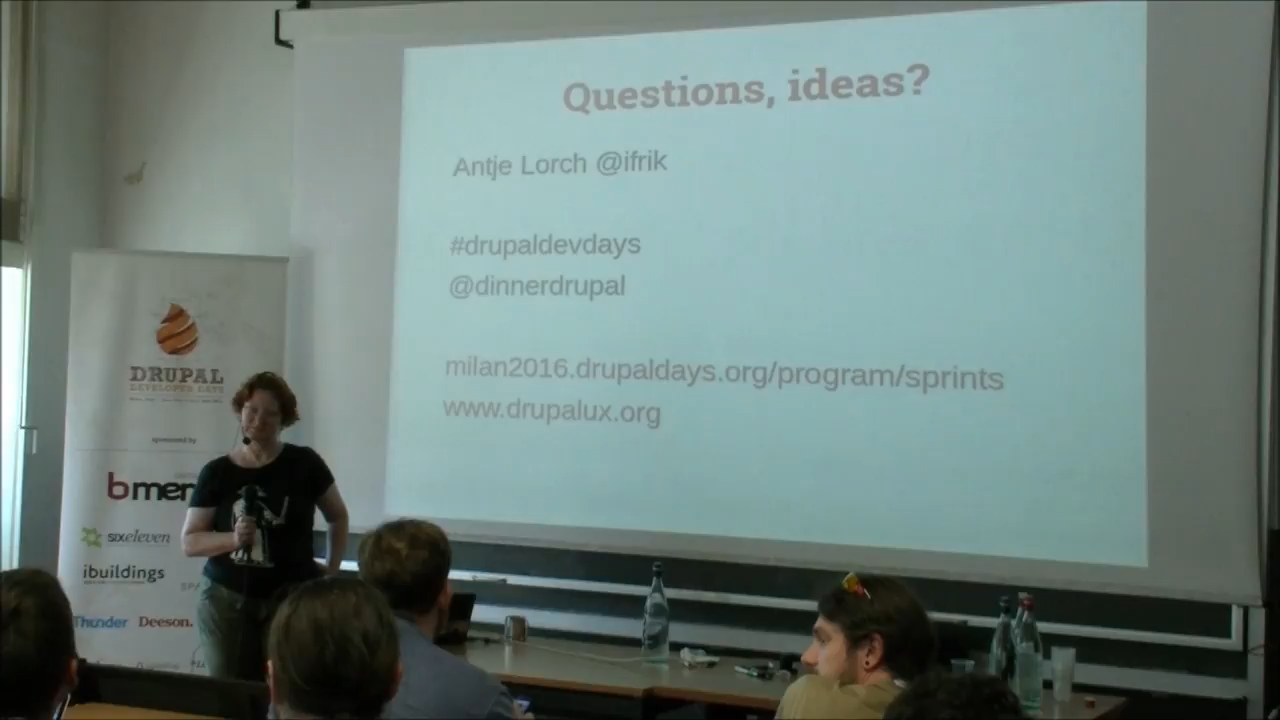 Questions, ideas?
Antje Lorch @ifrik
#drupaldevdays
@dinnerdrupal
milan2016.drupaldays.org/program/sprints
www.drupalux.org
DRUPAL
DEVELOPER DAYS
sponsored by
sixeleven
ibuildings
Thunder
Deeson.